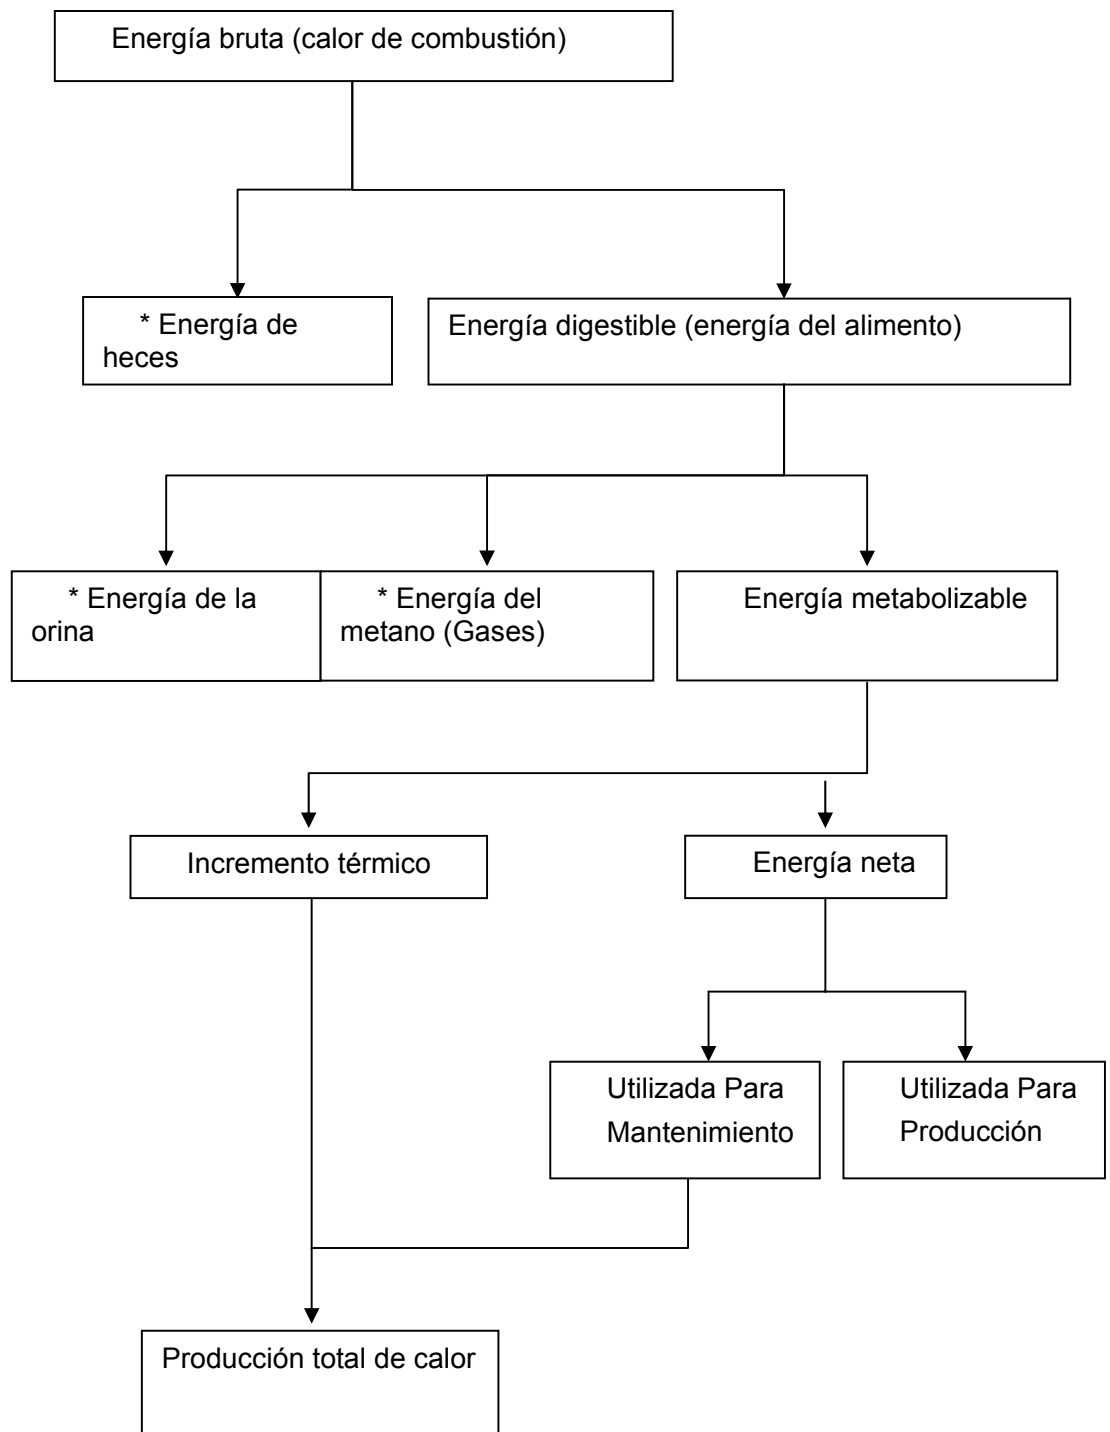 Energía bruta (calor de combustión)
* Energía de
heces
Energía digestible (energía del alimento)
* Energía de la
orina
* Energía del
metano (Gases)
Energía metabolizable
Incremento térmico
Energía neta
Utilizada Para
Mantenimiento
Utilizada Para
Producción
Producción total de calor